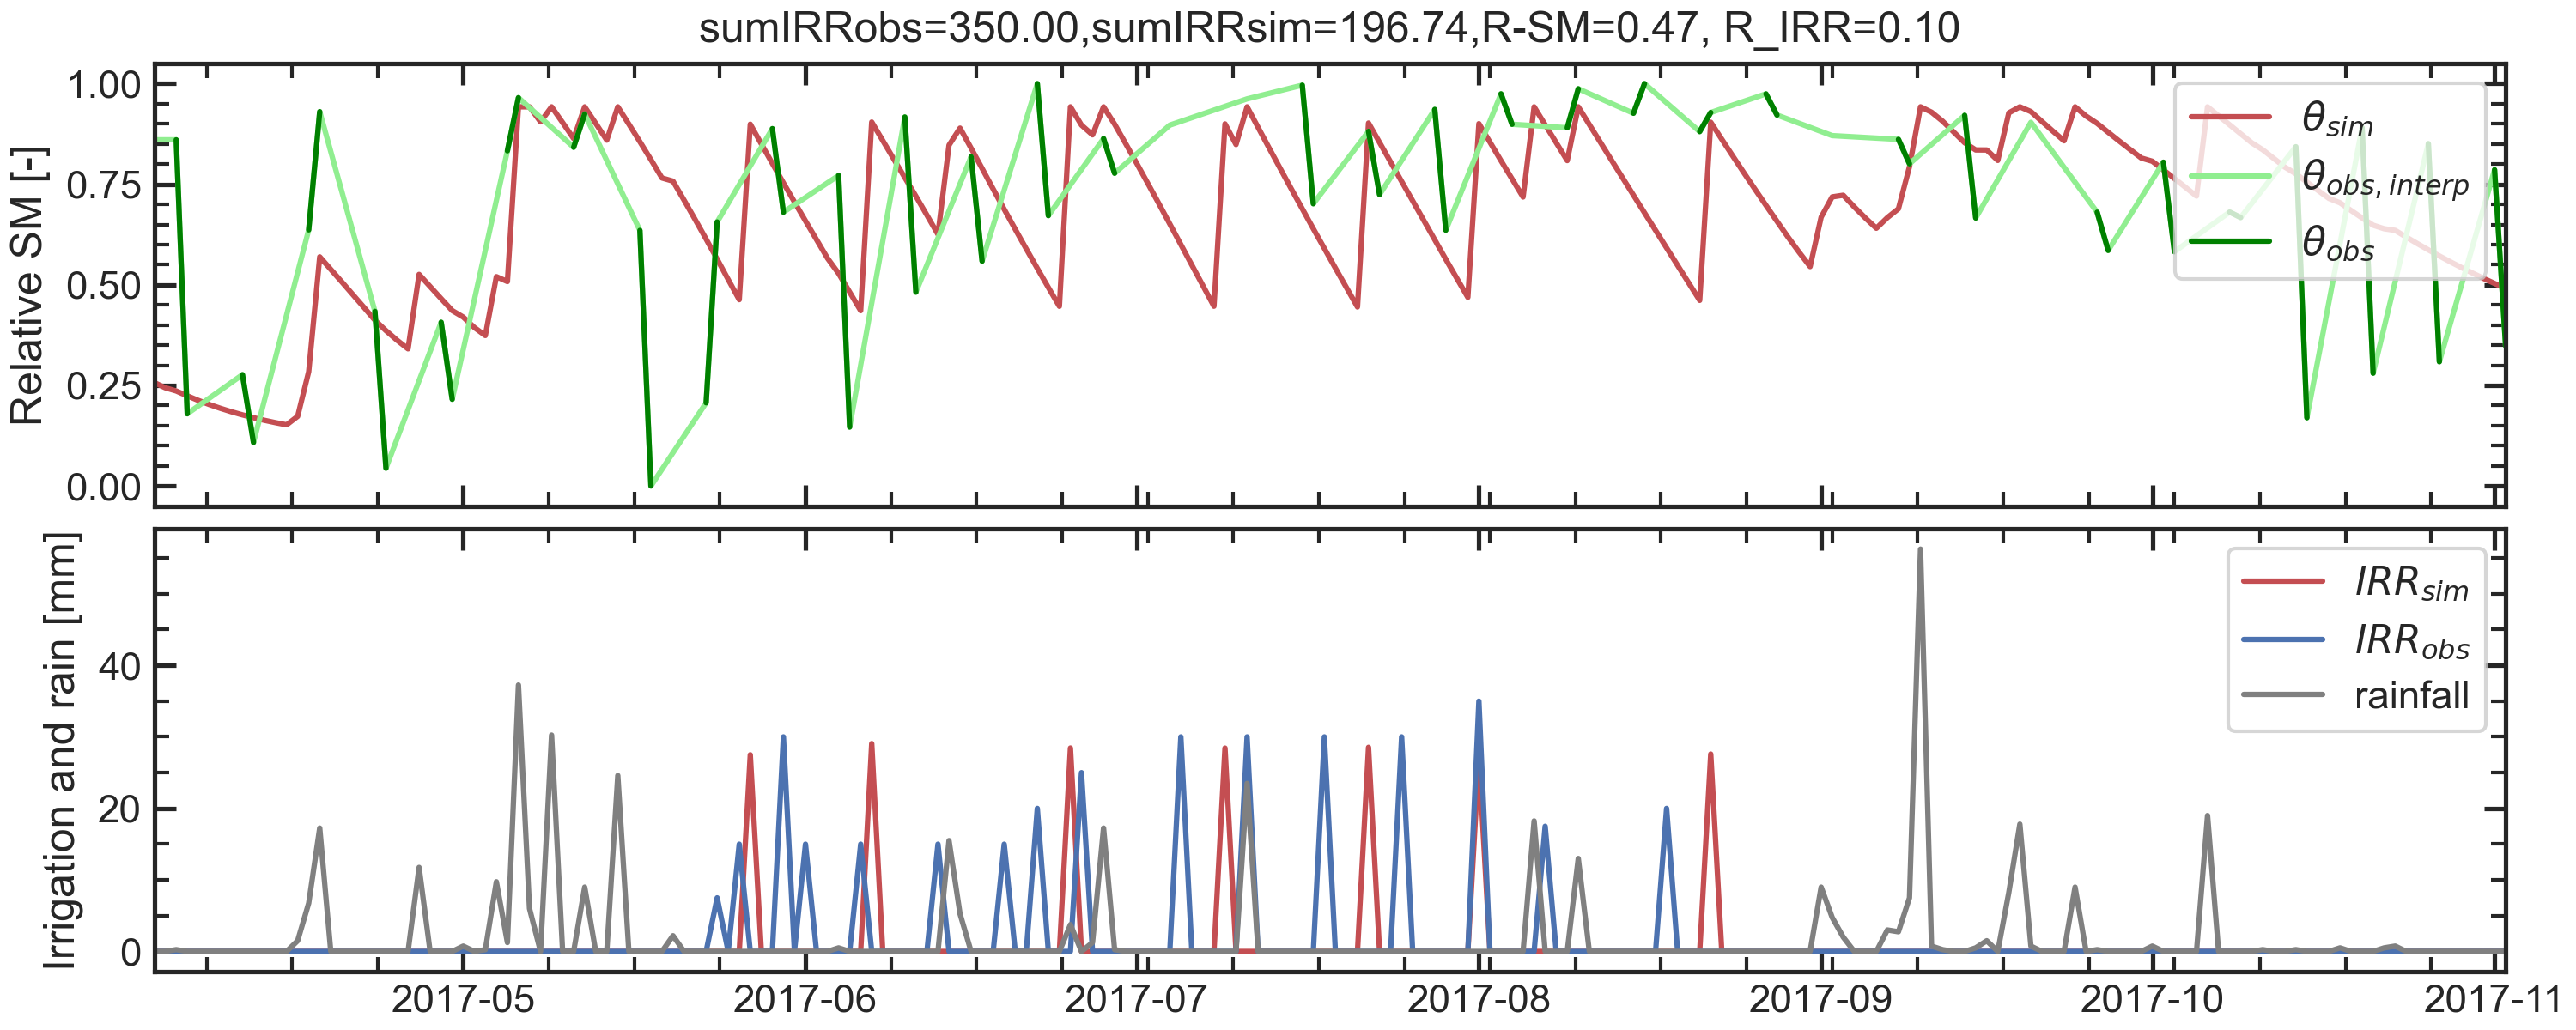 sumIRRobs=350.00,sumIRRsim=196.74,R-SM=0.47, R_IRR=0.10
Relative SM [-]
1.00
0.75
0.50
0.25
0.00
θsim
θobs, interp
θobs
Irrigation and rain [mm]
40
20
0
IRRsim
IRRobs
rainfall
2017-05
2017-06
2017-07
2017-08
2017-09
2017-10
2017-11